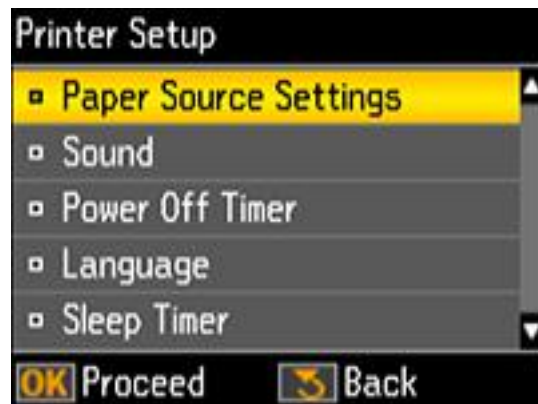 Printer Setup
Paper Source Settings
Sound
Power Off Timer
Language
Sleep Timer
OK Proceed Back